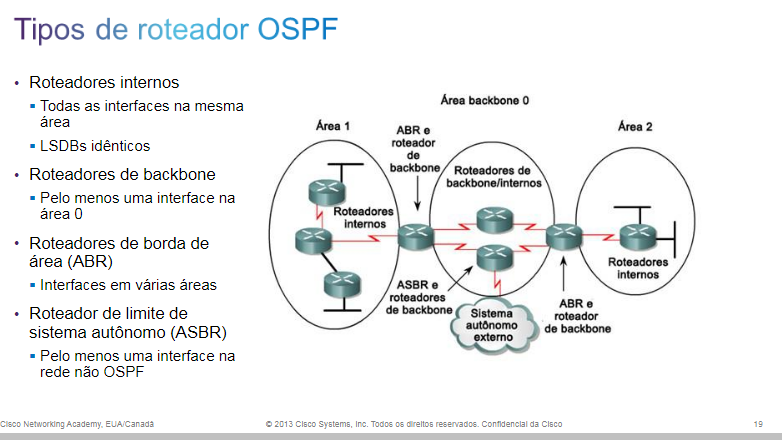 Tipos de roteador OSPF
• Roteadores internos
▪ Todas as interfaces na mesma
área
▪ LSDBs idênticos
• Roteadores de backbone
▪ Pelo menos uma interface na
área 0
• Roteadores de borda de
área (ABR)
▪ Interfaces em várias áreas
• Roteador de limite de
sistema autônomo (ASBR)
▪ Pelo menos uma interface na
rede não OSPF
Área backbone 0
Área 1
ABR e
roteador
de
backbone
Área 2
Roteadores de
backbone/internos
Roteadores
internos
Roteadores
internos
ASBR e
roteadores
de backbone
Sistema
autônomo
externo
ABR e
roteador
de backbone
Cisco Networking Academy, EUA/Canadá
© 2013 Cisco Systems, Inc. Todos os direitos reservados. Confidencial da Cisco
19